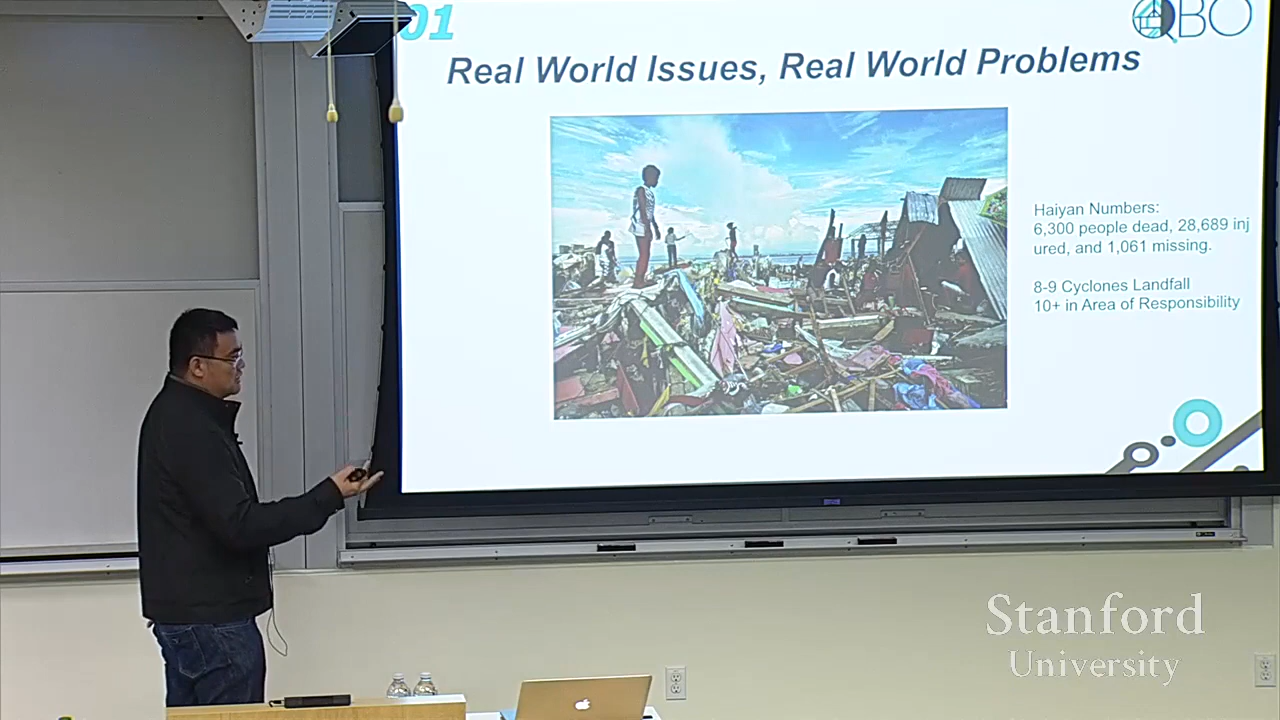 01
QBO
Real World Issues, Real World Problems
Haiyan Numbers:
6,300 people dead, 28,689 inj
ured, and 1,061 missing.
8-9 Cyclones Landfall
10+ in Area of Responsibility
Stanford
University